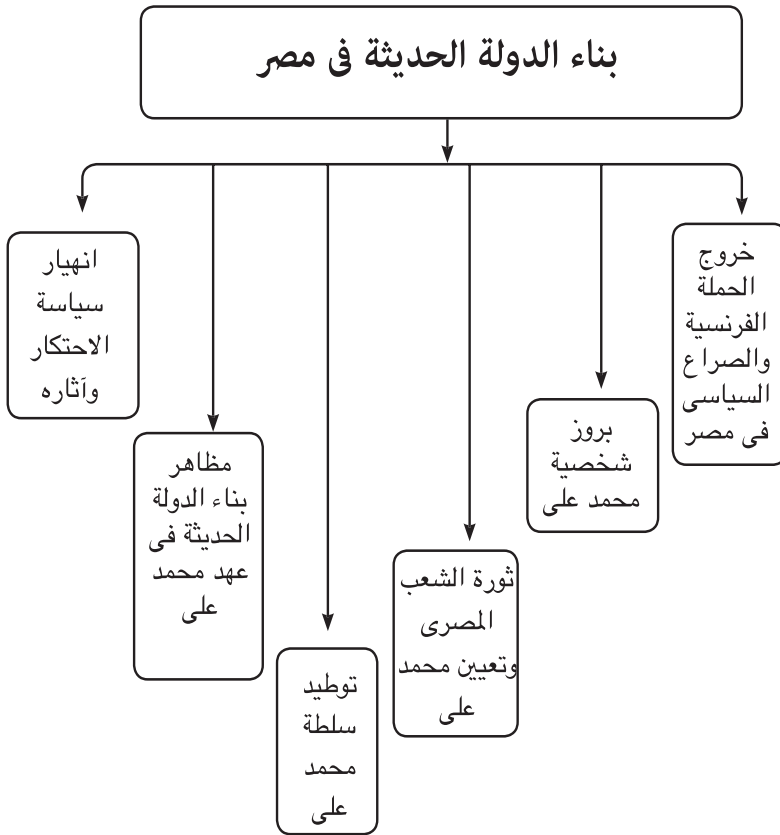 بناء الدولة الحديثة فى مصر
خروج
الحملة
الفرنسية
والصراع
السياسى
فى مصر
بروز
شخصية
محمد على
ثورة الشعب
المصرى
وتعيين محمد
على
توطيد
سلطة
محمد
على
مظاهر
بناء الدولة
الحديثة فى
عهد محمد
على
انهيار
سياسة
الاحتكار
وآثاره